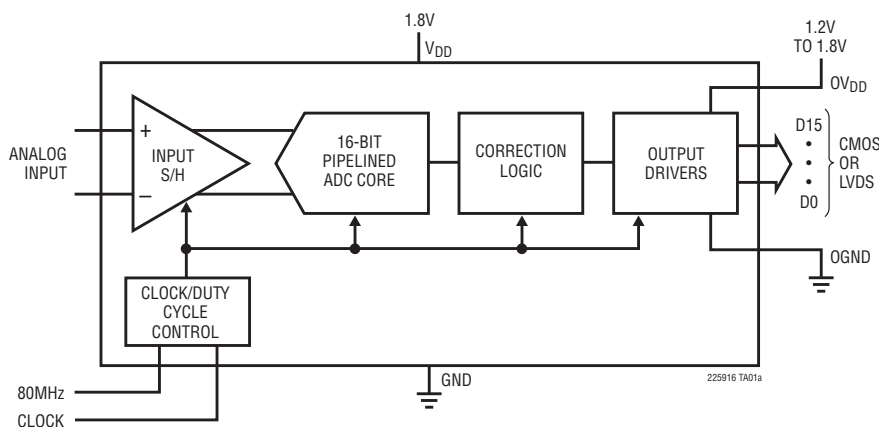 1.8V
VDD
1.2V
TO 1.8V
OVDD
ANALOG
INPUT
+
−
INPUT
S/H
16-BIT
PIPELINED
ADC CORE
CORRECTION
LOGIC
OUTPUT
DRIVERS
D15
•
•
•
D0
CMOS
OR
LVDS
OGND
CLOCK/DUTY
CYCLE
CONTROL
GND
225916 TA01a
80MHz
CLOCK